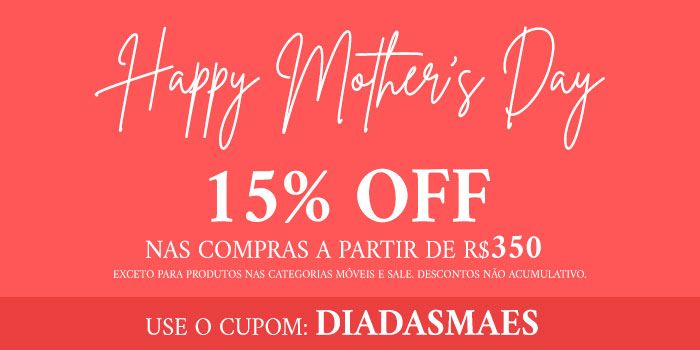 Happy Mother's Day
15% OFF
NAS COMPRAS A PARTIR DE R$350
EXCETO PARA PRODUTOS NAS CATEGORIAS MÓVEIS E SALE. DESCONTOS NÃO ACUMULATIVO.
USE O CUPOM: DIADASMAES